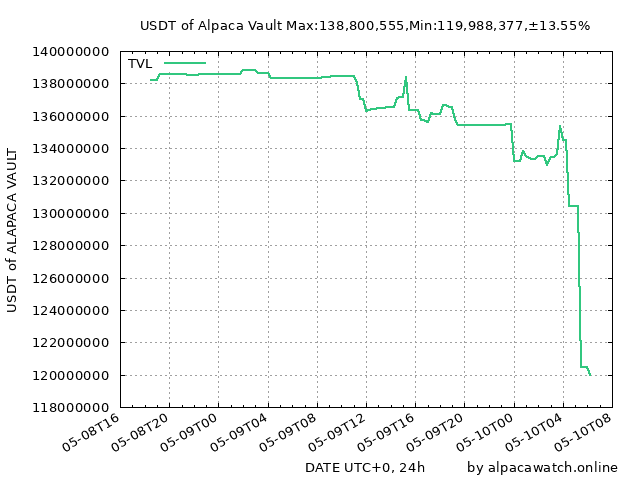 USDT of Alpaca Vault Max:138,800,555,Min:119,988,377,±13.55%
TVL
140000000
138000000
136000000
134000000
132000000
130000000
128000000
126000000
124000000
122000000
120000000
118000000
USDT of ALAPACA VAULT
05-08T16
05-08T20
05-09T00
05-09T04
05-09T08
05-09T12
05-09T16
05-09T20
05-10T00
05-10T04
05-10T08
DATE UTC+0, 24h
by alpacawatch.online